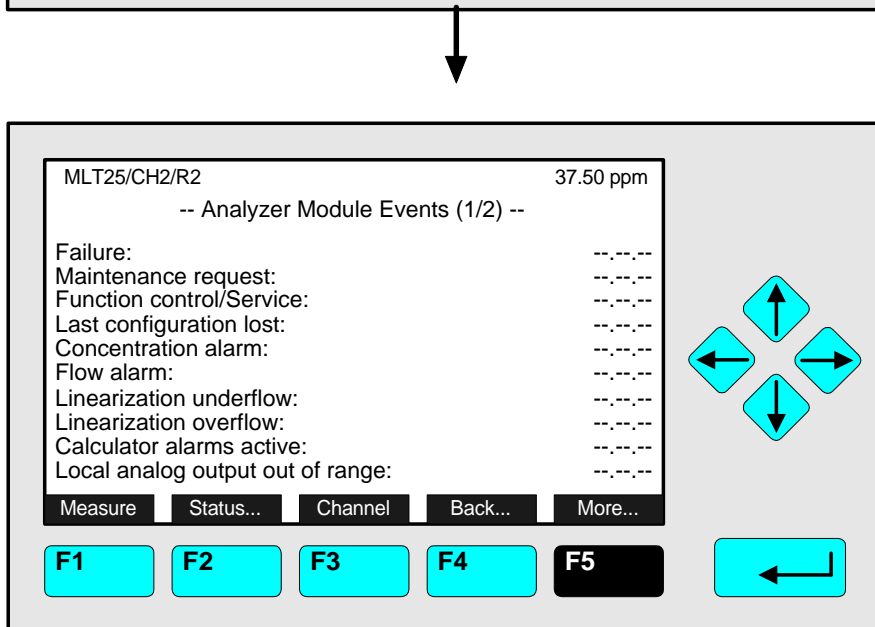 MLT25/CH2/R2 37.50 ppm
-- Analyzer Module Events (1/2) --
Failure: --.--.--
Maintenance request: --.--.--
Function control/Service: --.--.--
Last configuration lost: --.--.--
Concentration alarm: --.--.--
Flow alarm: --.--.--
Linearization underflow: --.--.--
Linearization overflow: --.--.--
Calculator alarms active: --.--.--
Local analog output out of range: --.--.--
Measure Status... Channel Back... More...
F1 F2 F3 F4 F5